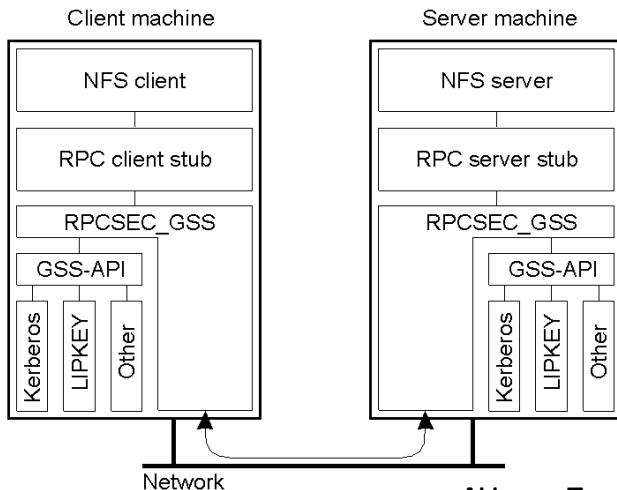 Client machine
Server machine
NFS client
NFS server
RPC client stub
RPC server stub
RPCSEC_GSS
RPCSEC_GSS
GSS-API
GSS-API
Kerberos
LIPKEY
Other
Kerberos
LIPKEY
Other
Network